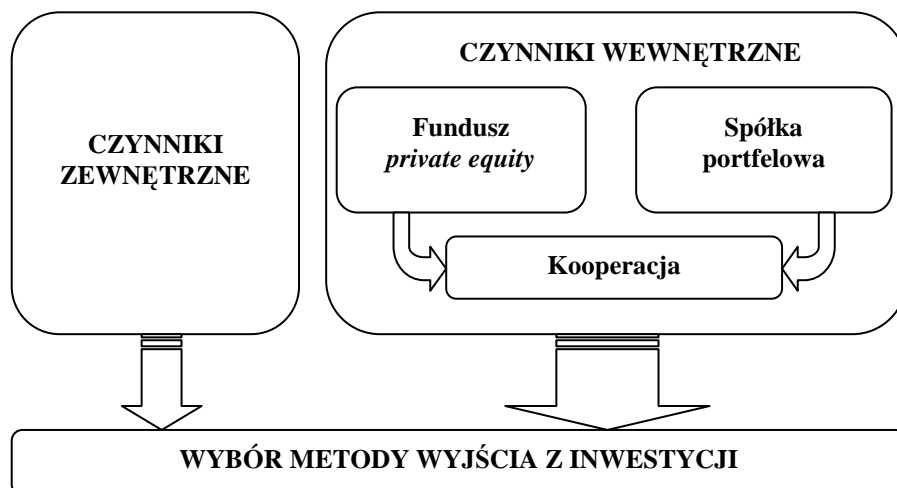 CZYNNIKI
ZEWNĘTRZNE
CZYNNIKI WEWNĘTRZNE
Fundusz
private equity
Spółka
portfelowa
Kooperacja
WYBÓR METODY WYJŚCIA Z INWESTYCJI